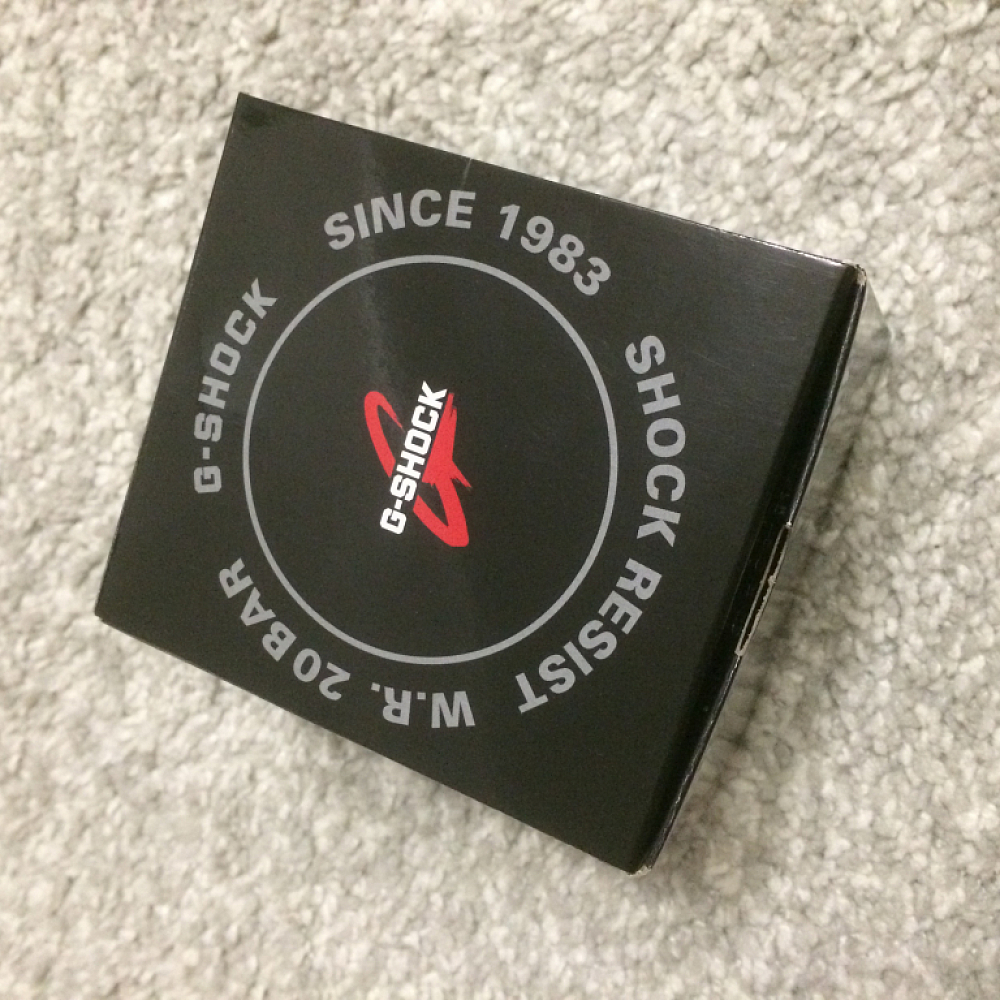 G-SHOCK
SINCE 1983
SHOCK RESIST
W.R. 20BAR
G-SHOCK